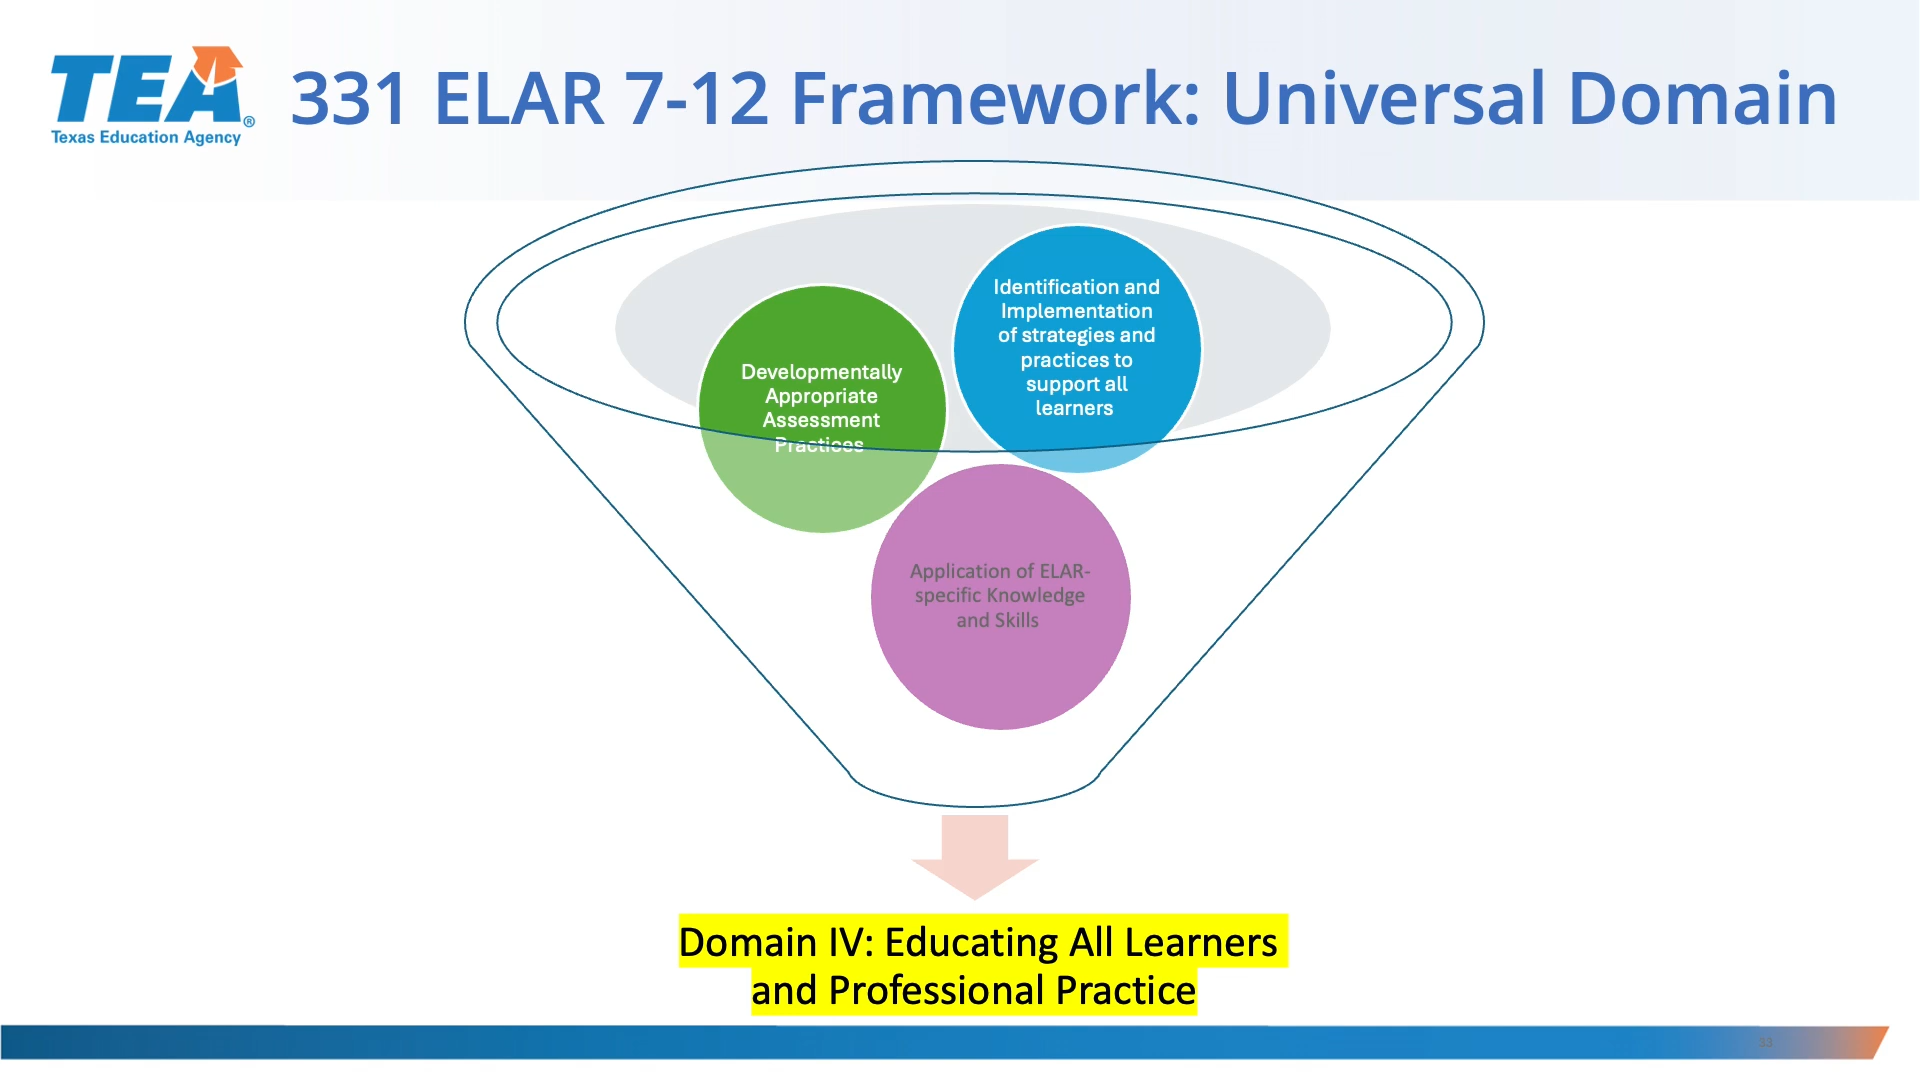 TEA®
Texas Education Agency
331 ELAR 7-12 Framework: Universal Domain
Identification and
Implementation
of strategies and
practices to
support all
learners
Developmentally
Appropriate
Assessment
Practices
Application of ELAR-
specific Knowledge
and Skills
Domain IV: Educating All Learners
and Professional Practice
33